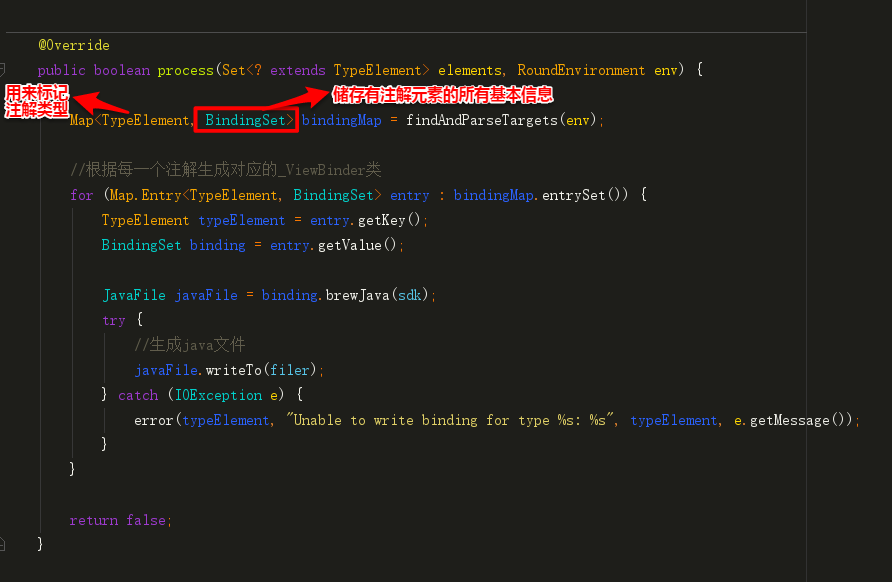 @Override
public boolean process(Set<? extends TypeElement> elements, RoundEnvironment env) {
用来标记
注解类型
储存有注解元素的所有基本信息
Map<TypeElement, BindingSet> bindingMap = findAndParseTargets(env);
//根据每一个注解生成对应的_ViewBinder类
for (Map.Entry<TypeElement, BindingSet> entry : bindingMap.entrySet()) {
TypeElement typeElement = entry.getKey();
BindingSet binding = entry.getValue();
JavaFile javaFile = binding.brewJava(sdk);
try {
//生成java文件
javaFile.writeTo(filer);
} catch (IOException e) {
error(typeElement, "Unable to write binding for type %s: %s", typeElement, e.getMessage());
}
}
return false;
}